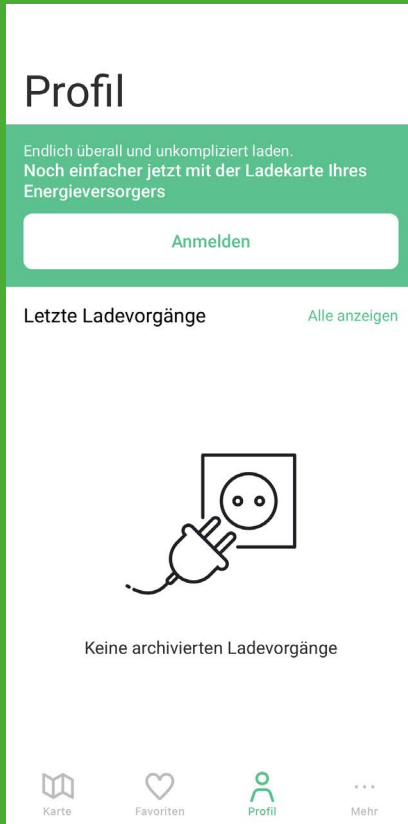 Profil
Endlich überall und unkompliziert laden.
Noch einfacher jetzt mit der Ladekarte Ihres
Energieversorgers
Anmelden
Letzte Ladevorgänge Alle anzeigen
Keine archivierten Ladevorgänge
Karte Favoriten Profil Mehr